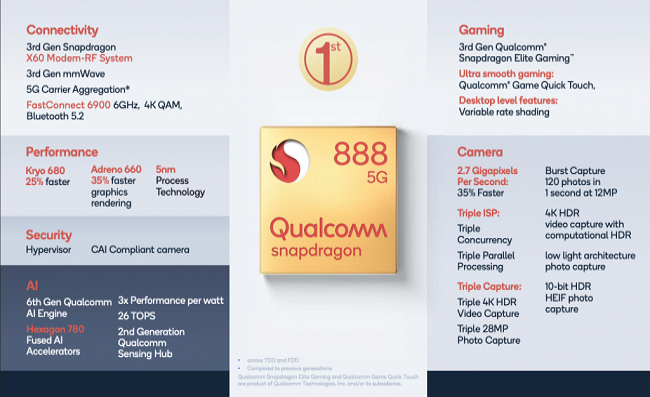 Connectivity
3rd Gen Snapdragon
X60 Modem-RF System
3rd Gen mmWave
5G Carrier Aggregation*
FastConnect 6900 6GHz, 4K QAM,
Bluetooth 5.2
Performance
Kryo 680
25% faster
Adreno 660
35% faster
graphics
rendering
5nm
Process
Technology
Security
Hypervisor
CAI Compliant camera
AI
6th Gen Qualcomm
AI Engine
Hexagon 780
Fused AI
Accelerators
3x Performance per watt
26 TOPS
2nd Generation
Qualcomm
Sensing Hub
1st
888
5G
Qualcomm
snapdragon
• across TDD and FDD
• Compared to previous generations
Qualcomm Snapdragon Elite Gaming and Qualcomm Game Quick Touch
are product of Qualcomm Technologies, Inc. and/or its subsidiaries.
Gaming
3rd Gen Qualcomm®
Snapdragon Elite Gaming™
Ultra smooth gaming:
Qualcomm® Game Quick Touch,
Desktop level features:
Variable rate shading
Camera
2.7 Gigapixels
Per Second:
35% Faster
Triple ISP:
Triple
Concurrency
Triple Parallel
Processing
Triple Capture:
Triple 4K HDR
Video Capture
Triple 28MP
Photo Capture
Burst Capture
120 photos in
1 second at 12MP
4K HDR
video capture with
computational HDR
low light architecture
photo capture
10-bit HDR
HEIF photo
capture